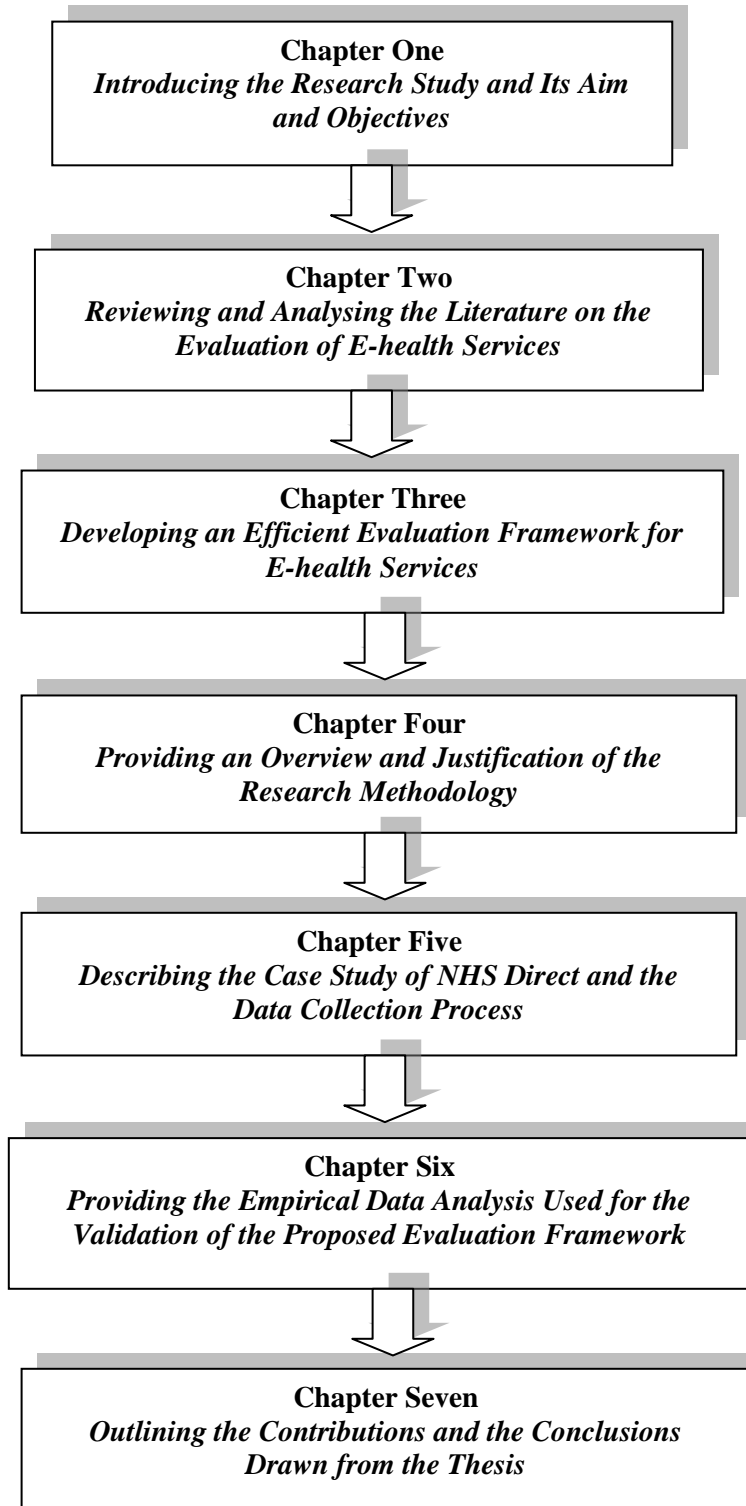 Chapter One
Introducing the Research Study and Its Aim
and Objectives
Chapter Two
Reviewing and Analysing the Literature on the
Evaluation of E-health Services
Chapter Three
Developing an Efficient Evaluation Framework for
E-health Services
Chapter Four
Providing an Overview and Justification of the
Research Methodology
Chapter Five
Describing the Case Study of NHS Direct and the
Data Collection Process
Chapter Six
Providing the Empirical Data Analysis Used for the
Validation of the Proposed Evaluation Framework
Chapter Seven
Outlining the Contributions and the Conclusions
Drawn from the Thesis